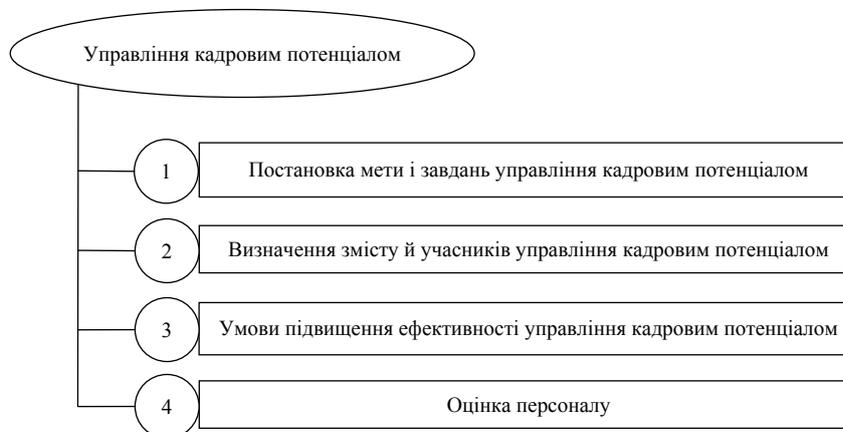 Управління кадровим потенціалом
1
Постановка мети і завдань управління кадровим потенціалом
2
Визначення змісту й учасників управління кадровим потенціалом
3
Умови підвищення ефективності управління кадровим потенціалом
4
Оцінка персоналу